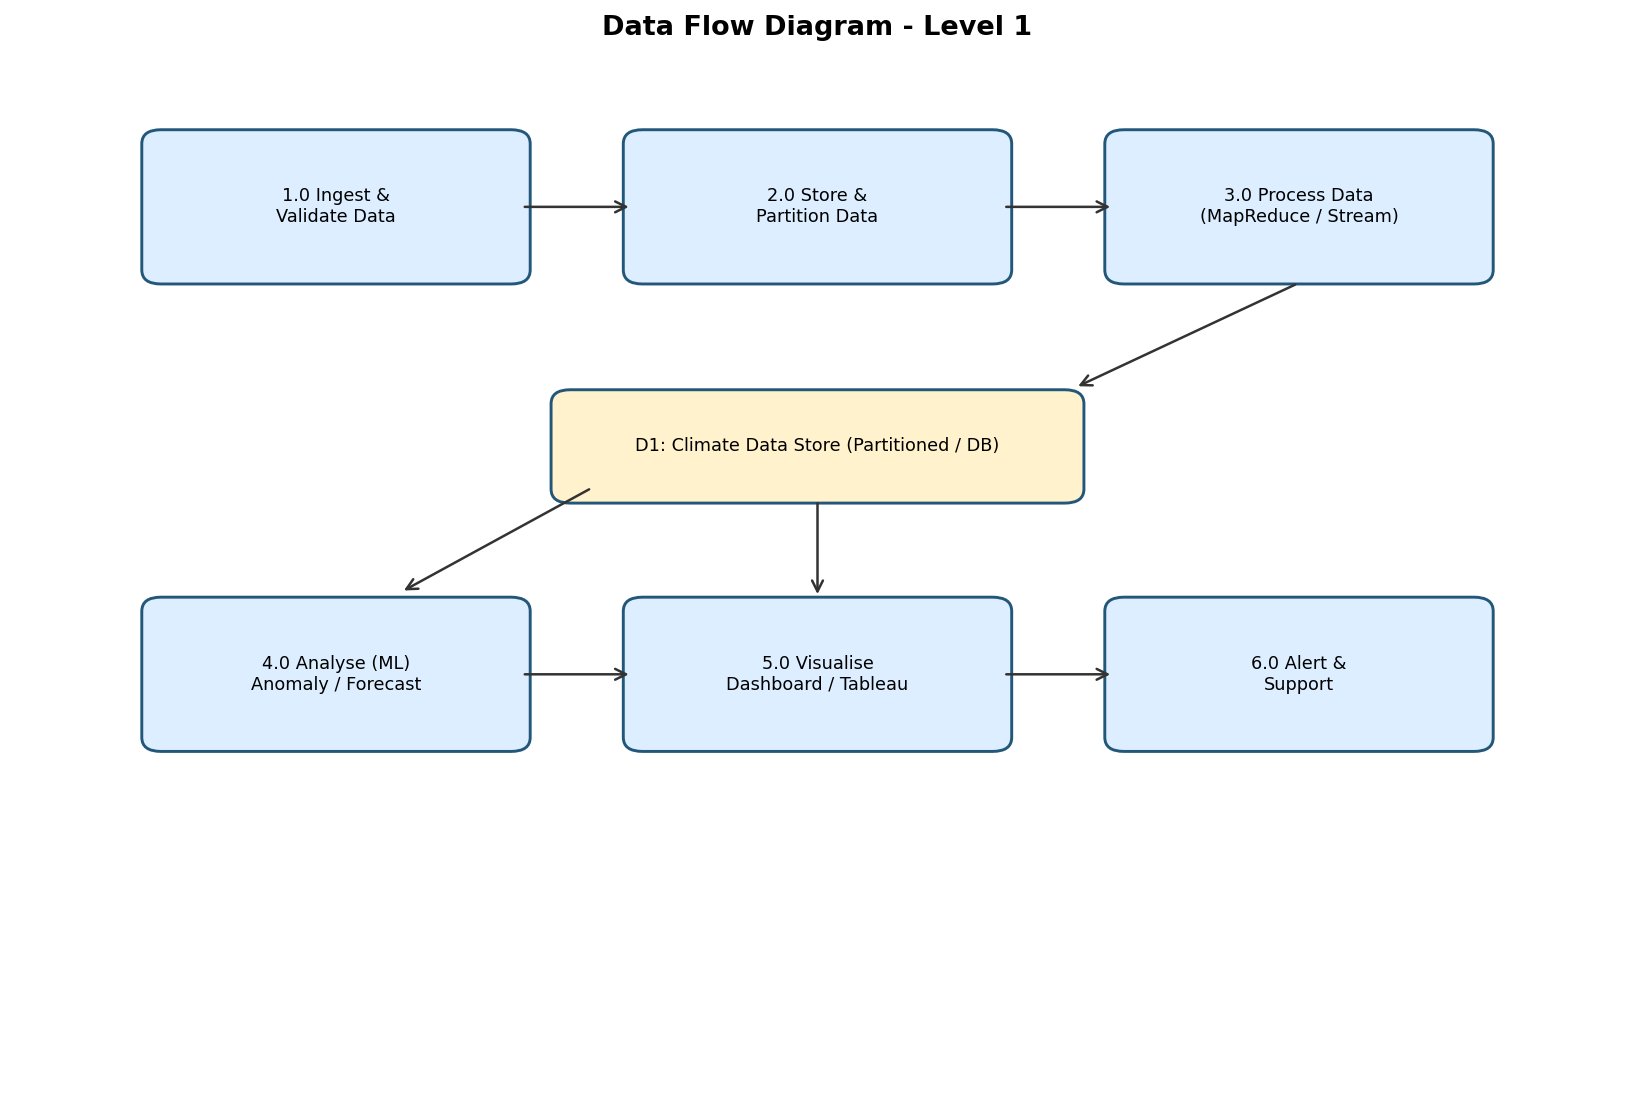 Data Flow Diagram - Level 1
1.0 Ingest &
Validate Data
2.0 Store &
Partition Data
3.0 Process Data
(MapReduce / Stream)
D1: Climate Data Store (Partitioned / DB)
4.0 Analyse (ML)
Anomaly / Forecast
5.0 Visualise
Dashboard / Tableau
6.0 Alert &
Support